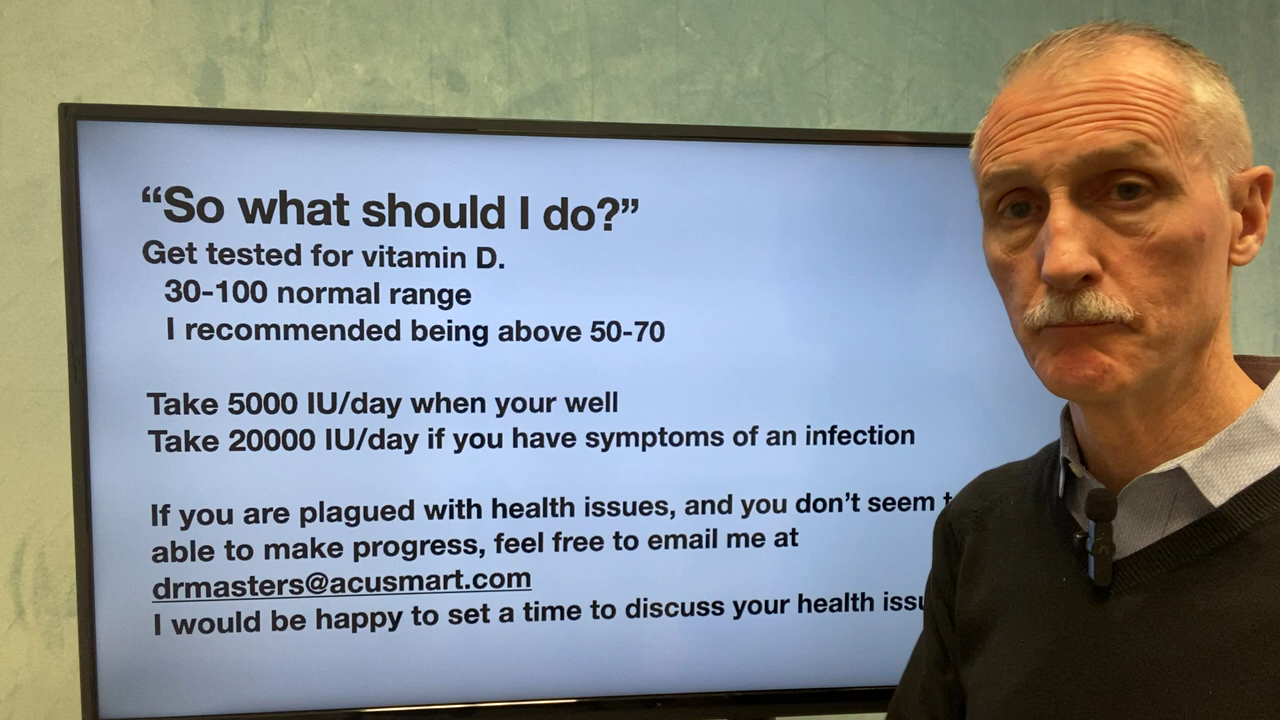 “So what should I do?”
Get tested for vitamin D.
30-100 normal range
I recommended being above 50-70
Take 5000 IU/day when your well
Take 20000 IU/day if you have symptoms of an infection
If you are plagued with health issues, and you don’t seem
able to make progress, feel free to email me at
drmasters@acusmart.com
I would be happy to set a time to discuss your health